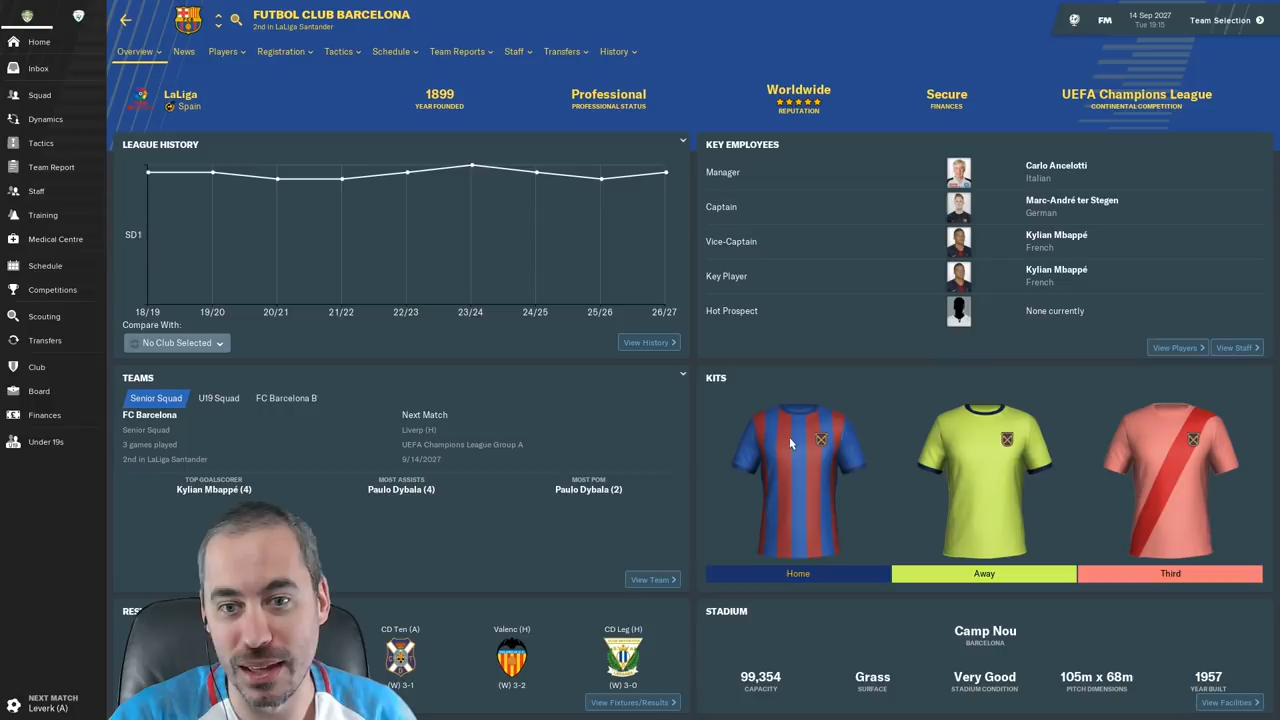 FUTBOL CLUB BARCELONA
2nd in LaLiga Santander
FM
14 Sep 2027
Tue 19:15
Team Selection
Home
Inbox
Squad
Dynamics
Tactics
Team Report
Staff
Training
Medical Centre
Schedule
Competitions
Scouting
Transfers
Club
Board
Finances
Under 19s
NEXT MATCH
Leverk (A)
Overview
News
Players
Registration
Tactics
Schedule
Team Reports
Staff
Transfers
History
LaLiga
Spain
1899
YEAR FOUNDED
Professional
PROFESSIONAL STATUS
Worldwide
REPUTATION
Secure
FINANCES
UEFA Champions League
CONTINENTAL COMPETITION
LEAGUE HISTORY
SD1
18/19 19/20 20/21 21/22 22/23 23/24 24/25 25/26 26/27
Compare With:
No Club Selected
View History
KEY EMPLOYEES
Manager
Carlo Ancelotti
Italian
Captain
Marc-André ter Stegen
German
Vice-Captain
Kylian Mbappé
French
Key Player
Kylian Mbappé
French
Hot Prospect
None currently
View Players
View Staff
TEAMS
Senior Squad
U19 Squad
FC Barcelona B
FC Barcelona
Senior Squad
3 games played
2nd in LaLiga Santander
Next Match
Liverp (H)
UEFA Champions League Group A
9/14/2027
TOP GOALSCORER
Kylian Mbappé (4)
MOST ASSISTS
Paulo Dybala (4)
MOST POM
Paulo Dybala (2)
View Team
KITS
Home
Away
Third
RES
CD Ten (A)
(W) 3-1
Valenc (H)
(W) 3-2
CD Leg (H)
(W) 3-0
View Fixtures/Results
STADIUM
Camp Nou
BARCELONA
99,354
CAPACITY
Grass
SURFACE
Very Good
STADIUM CONDITION
105m x 68m
PITCH DIMENSIONS
1957
YEAR BUILT
View Facilities